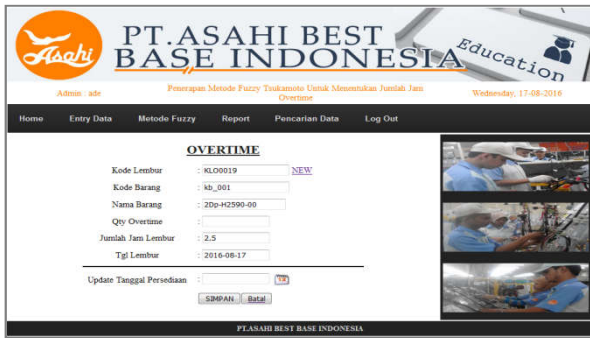 Asahi
PT.ASAHI BEST
BASE INDONESIA
Education
Admin : ade
Penerapan Metode Fuzzy Tsukamoto Untuk Menentukan Jumlah Jam
Overtime
Wednesday, 17-08-2016
Home Entry Data Metode Fuzzy Report Pencarian Data Log Out
OVERTIME
Kode Lembur : KLO0019 NEW
Kode Barang : kb_001
Nama Barang : 2Dp-H2590-00
Qty Overtime :
Jumlah Jam Lembur : 2.5
Tgl Lembur : 2016-08-17
Update Tanggal Persediaan :
SIMPAN Batal
PT.ASAHI BEST BASE INDONESIA